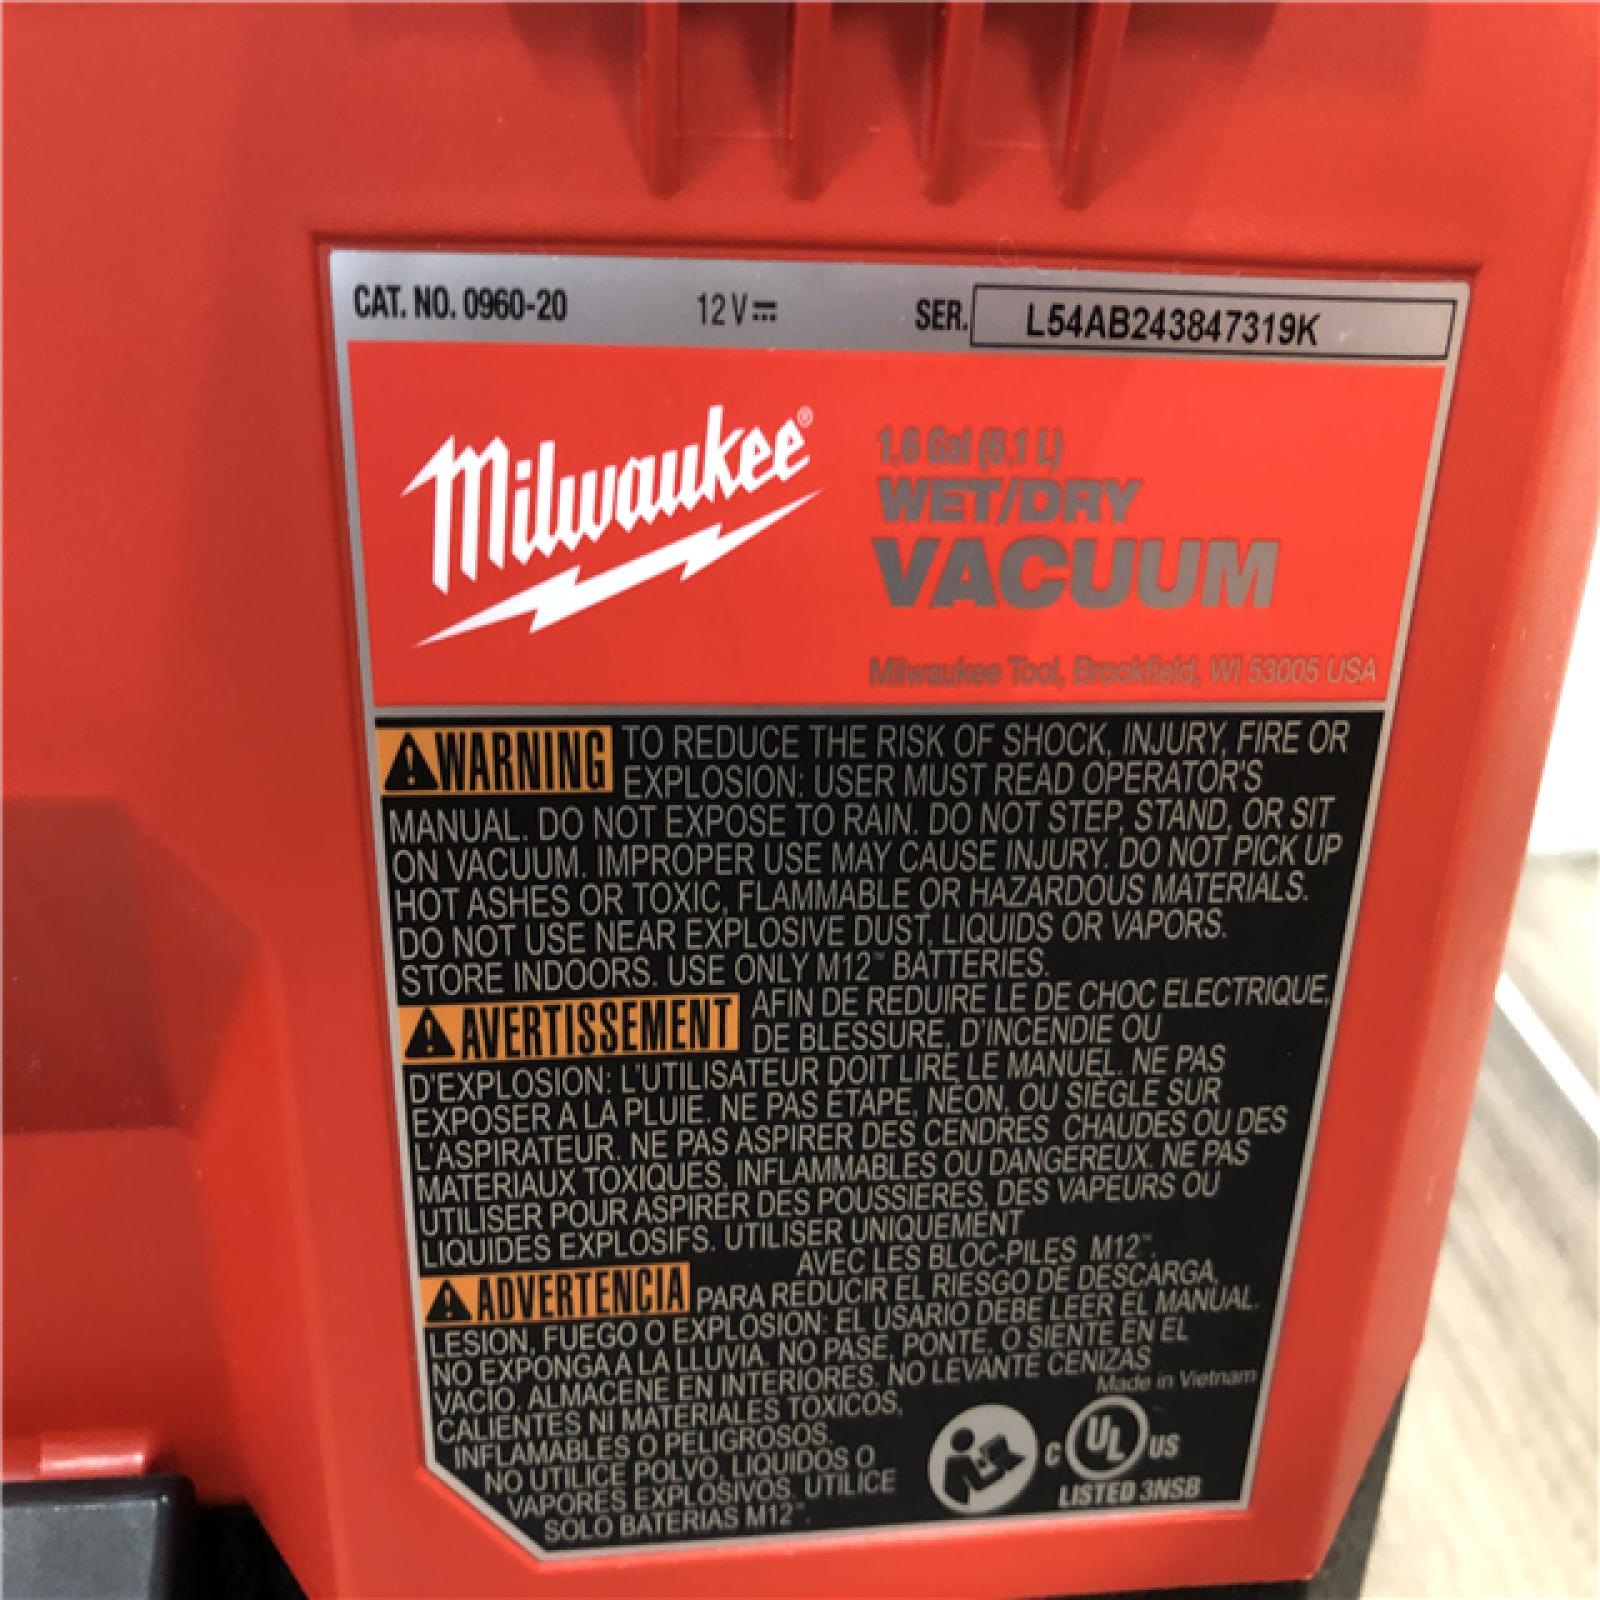 CAT. NO. 0960-20 12 V⎓ SER. L54AB243847319K
Milwaukee®
1.6 Gal (6.1 L)
WET/DRY
VACUUM
Milwaukee Tool, Brookfield, WI 53005 USA
⚠WARNING TO REDUCE THE RISK OF SHOCK, INJURY, FIRE OR
EXPLOSION: USER MUST READ OPERATOR'S
MANUAL. DO NOT EXPOSE TO RAIN. DO NOT STEP, STAND, OR SIT
ON VACUUM. IMPROPER USE MAY CAUSE INJURY. DO NOT PICK UP
HOT ASHES OR TOXIC, FLAMMABLE OR HAZARDOUS MATERIALS.
DO NOT USE NEAR EXPLOSIVE DUST, LIQUIDS OR VAPORS.
STORE INDOORS. USE ONLY M12™ BATTERIES.
⚠AVERTISSEMENT AFIN DE REDUIRE LE DE CHOC ELECTRIQUE,
DE BLESSURE, D'INCENDIE OU
D'EXPLOSION: L'UTILISATEUR DOIT LIRE LE MANUEL. NE PAS
EXPOSER A LA PLUIE. NE PAS ÉTAPE, NÉON, OU SIÈGLE SUR
L'ASPIRATEUR. NE PAS ASPIRER DES CENDRES CHAUDES OU DES
MATERIAUX TOXIQUES, INFLAMMABLES OU DANGEREUX. NE PAS
UTILISER POUR ASPIRER DES POUSSIERES, DES VAPEURS OU
LIQUIDES EXPLOSIFS. UTILISER UNIQUEMENT
AVEC LES BLOC-PILES M12™.
⚠ADVERTENCIA PARA REDUCIR EL RIESGO DE DESCARGA,
LESION, FUEGO O EXPLOSION: EL USARIO DEBE LEER EL MANUAL.
NO EXPONGA A LA LLUVIA. NO PASE, PONTE, O SIENTE EN EL
VACÍO. ALMACENE EN INTERIORES. NO LEVANTE CENIZAS
Made in Vietnam
CALIENTES NI MATERIALES TOXICOS,
INFLAMABLES O PELIGROSOS.
NO UTILICE POLVO, LIQUIDOS O
VAPORES EXPLOSIVOS. UTILICE
SOLO BATERIAS M12™.
C UL US
LISTED 3NSB